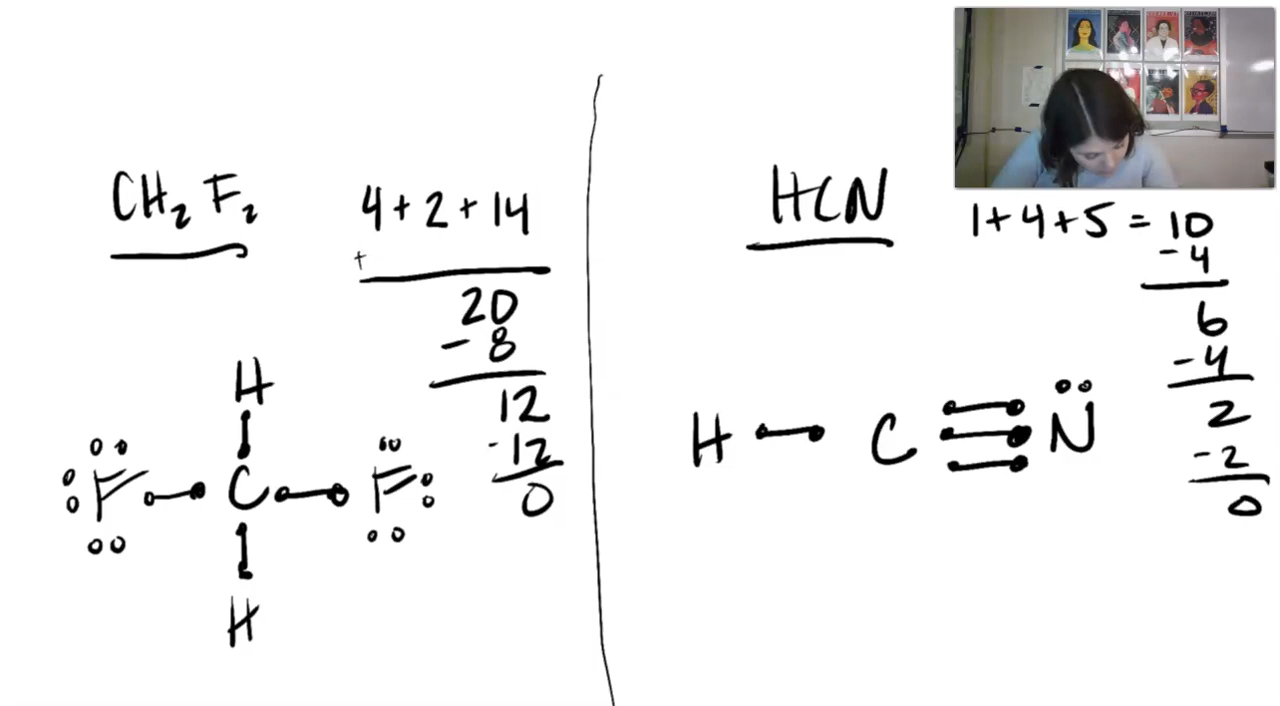 CH₂F₂
4 + 2 + 14
+
20
- 8
12
-12
0
H
F C F
H
HCN
1 + 4 + 5 = 10
- 4
6
- 4
2
- 2
0
H - C ≡ N